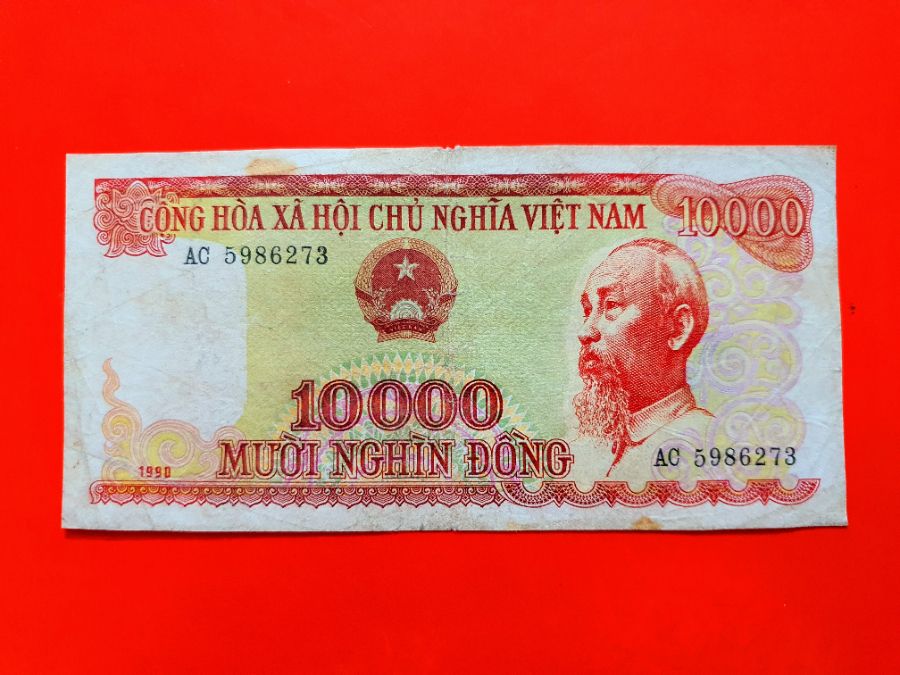 CỘNG HÒA XÃ HỘI CHỦ NGHĨA VIỆT NAM
10000
AC 5986273
10000
MƯỜI NGHÌN ĐỒNG
AC 5986273
1990